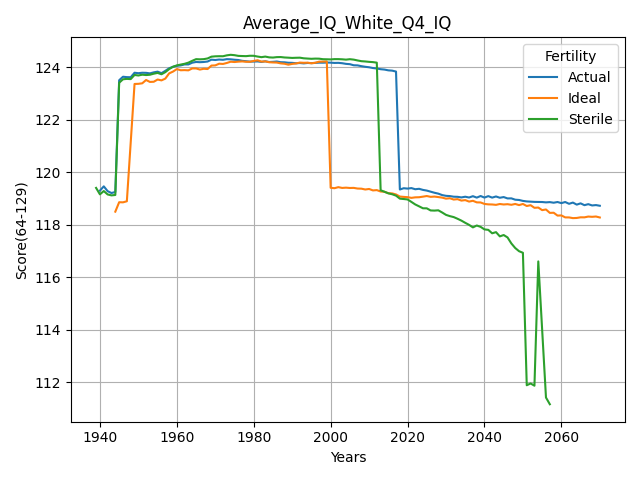 Average_IQ_White_Q4_IQ
Fertility
Actual
Ideal
Sterile
Score(64-129)
124
122
120
118
116
114
112
1940 1960 1980 2000 2020 2040 2060
Years